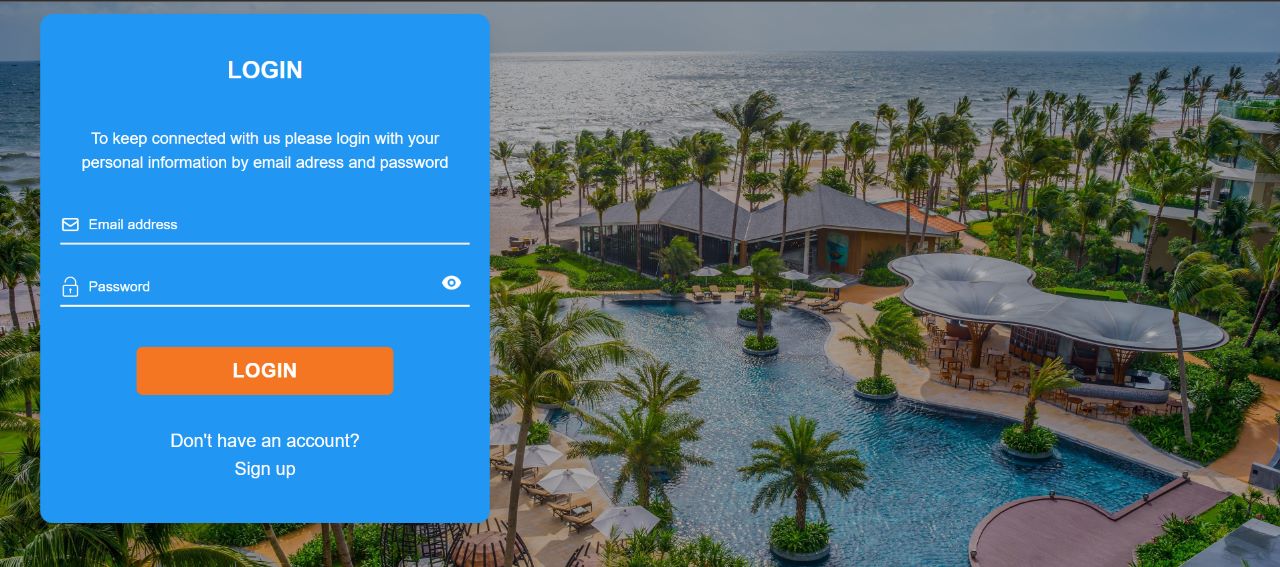 LOGIN
To keep connected with us please login with your
personal information by email adress and password
Email address
Password
LOGIN
Don't have an account?
Sign up